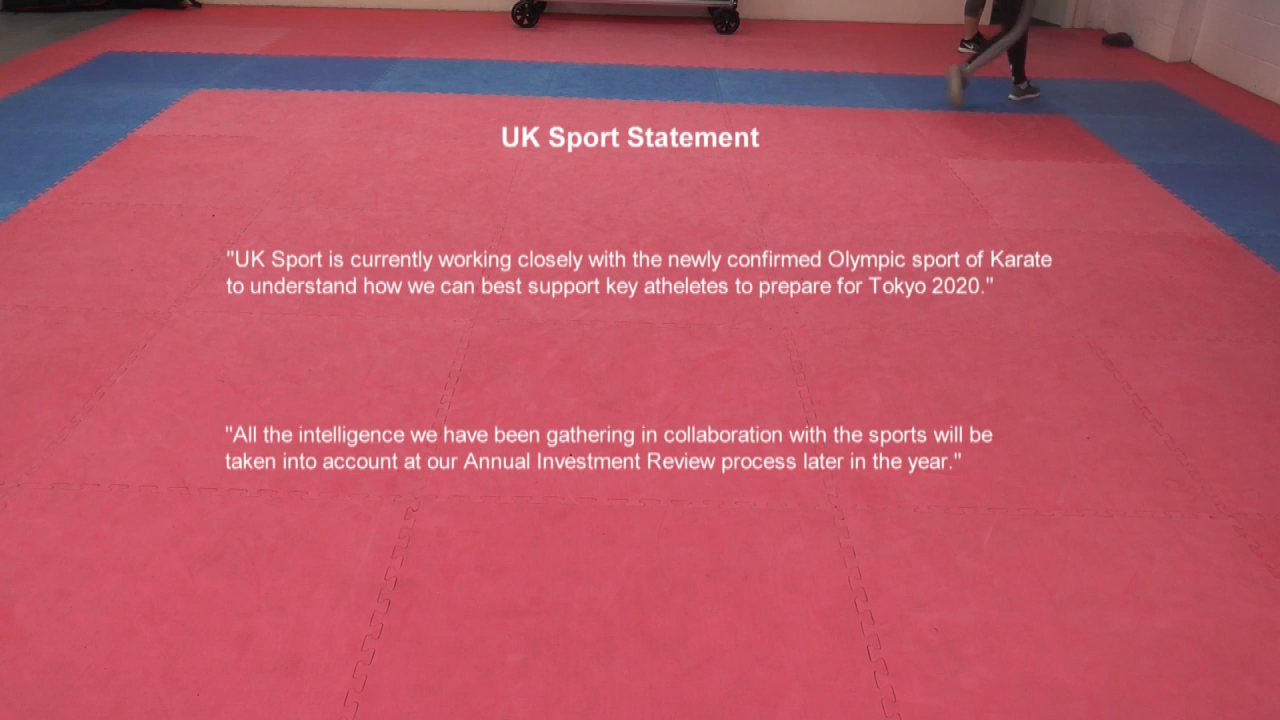 UK Sport Statement
"UK Sport is currently working closely with the newly confirmed Olympic sport of Karate
to understand how we can best support key atheletes to prepare for Tokyo 2020."
"All the intelligence we have been gathering in collaboration with the sports will be
taken into account at our Annual Investment Review process later in the year."